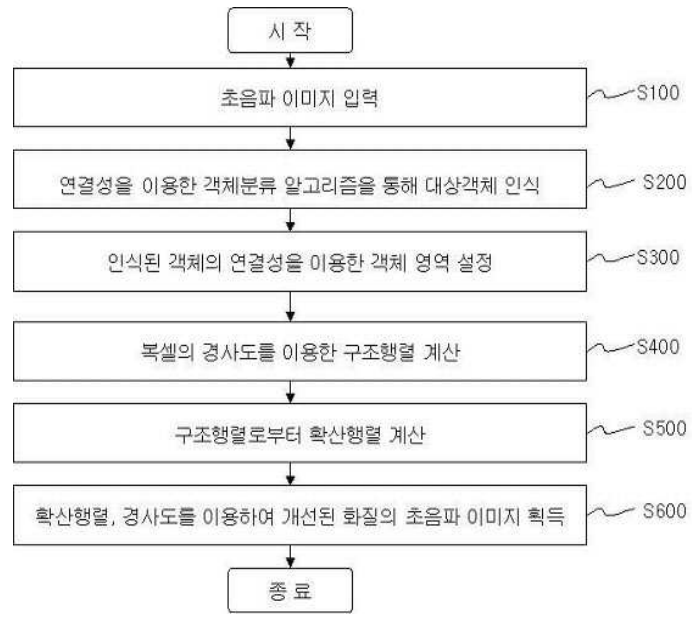 시 작
초음파 이미지 입력
S100
연결성을 이용한 객체분류 알고리즘을 통해 대상객체 인식
S200
인식된 객체의 연결성을 이용한 객체 영역 설정
S300
복셀의 경사도를 이용한 구조행렬 계산
S400
구조행렬로부터 확산행렬 계산
S500
확산행렬, 경사도를 이용하여 개선된 화질의 초음파 이미지 획득
S600
종 료